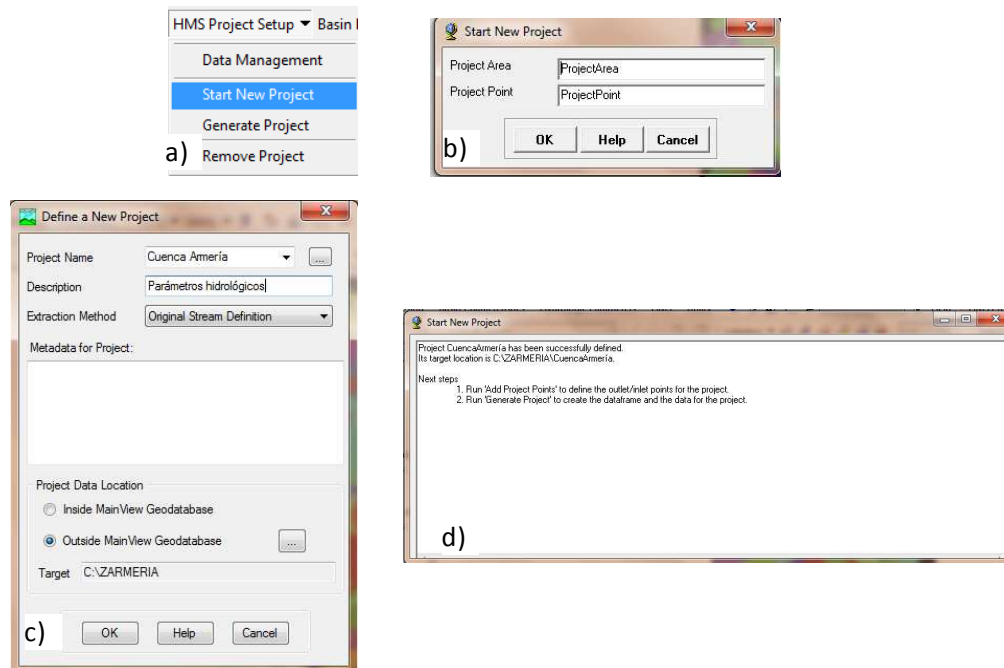 HMS Project Setup Basin
Data Management
Start New Project
Generate Project
Remove Project
a)
Start New Project
Project Area ProjectArea
Project Point ProjectPoint
OK Help Cancel
b)
Define a New Project
Project Name Cuenca Armería ...
Description Parámetros hidrológicos
Extraction Method Original Stream Definition
Metadata for Project:
Project Data Location
Inside MainView Geodatabase
Outside MainView Geodatabase ...
Target C:\ZARMERIA
OK Help Cancel
c)
Start New Project
Project CuencaArmería has been successfully defined.
Its target location is C:\ZARMERIA\CuencaArmería.
Next steps
1. Run 'Add Project Points' to define the outlet/inlet points for the project.
2. Run 'Generate Project' to create the dataframe and the data for the project.
d)